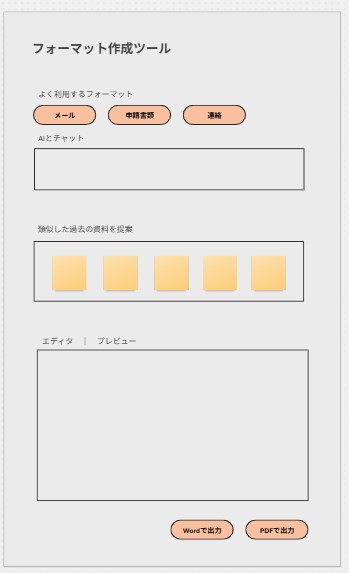 フォーマット作成ツール
よく利用するフォーマット
メール 申請書類 連絡
AIとチャット
類似した過去の資料を提案
エディタ | プレビュー
Wordで出力 PDFで出力